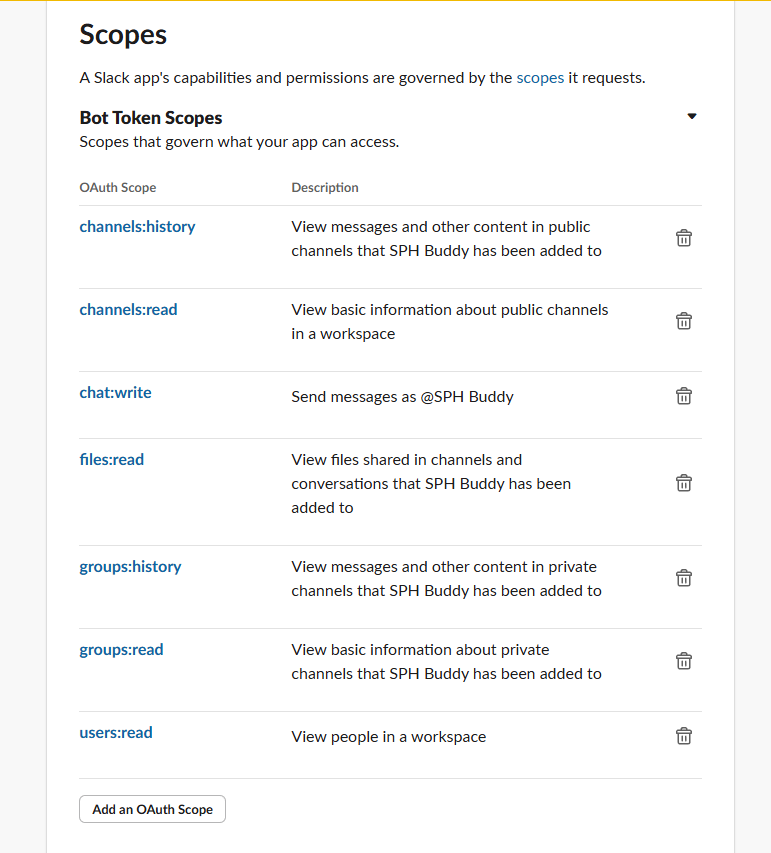 Scopes
A Slack app's capabilities and permissions are governed by the scopes it requests.
Bot Token Scopes
Scopes that govern what your app can access.
OAuth Scope Description
channels:history View messages and other content in public
channels that SPH Buddy has been added to
channels:read View basic information about public channels
in a workspace
chat:write Send messages as @SPH Buddy
files:read View files shared in channels and
conversations that SPH Buddy has been
added to
groups:history View messages and other content in private
channels that SPH Buddy has been added to
groups:read View basic information about private
channels that SPH Buddy has been added to
users:read View people in a workspace
Add an OAuth Scope